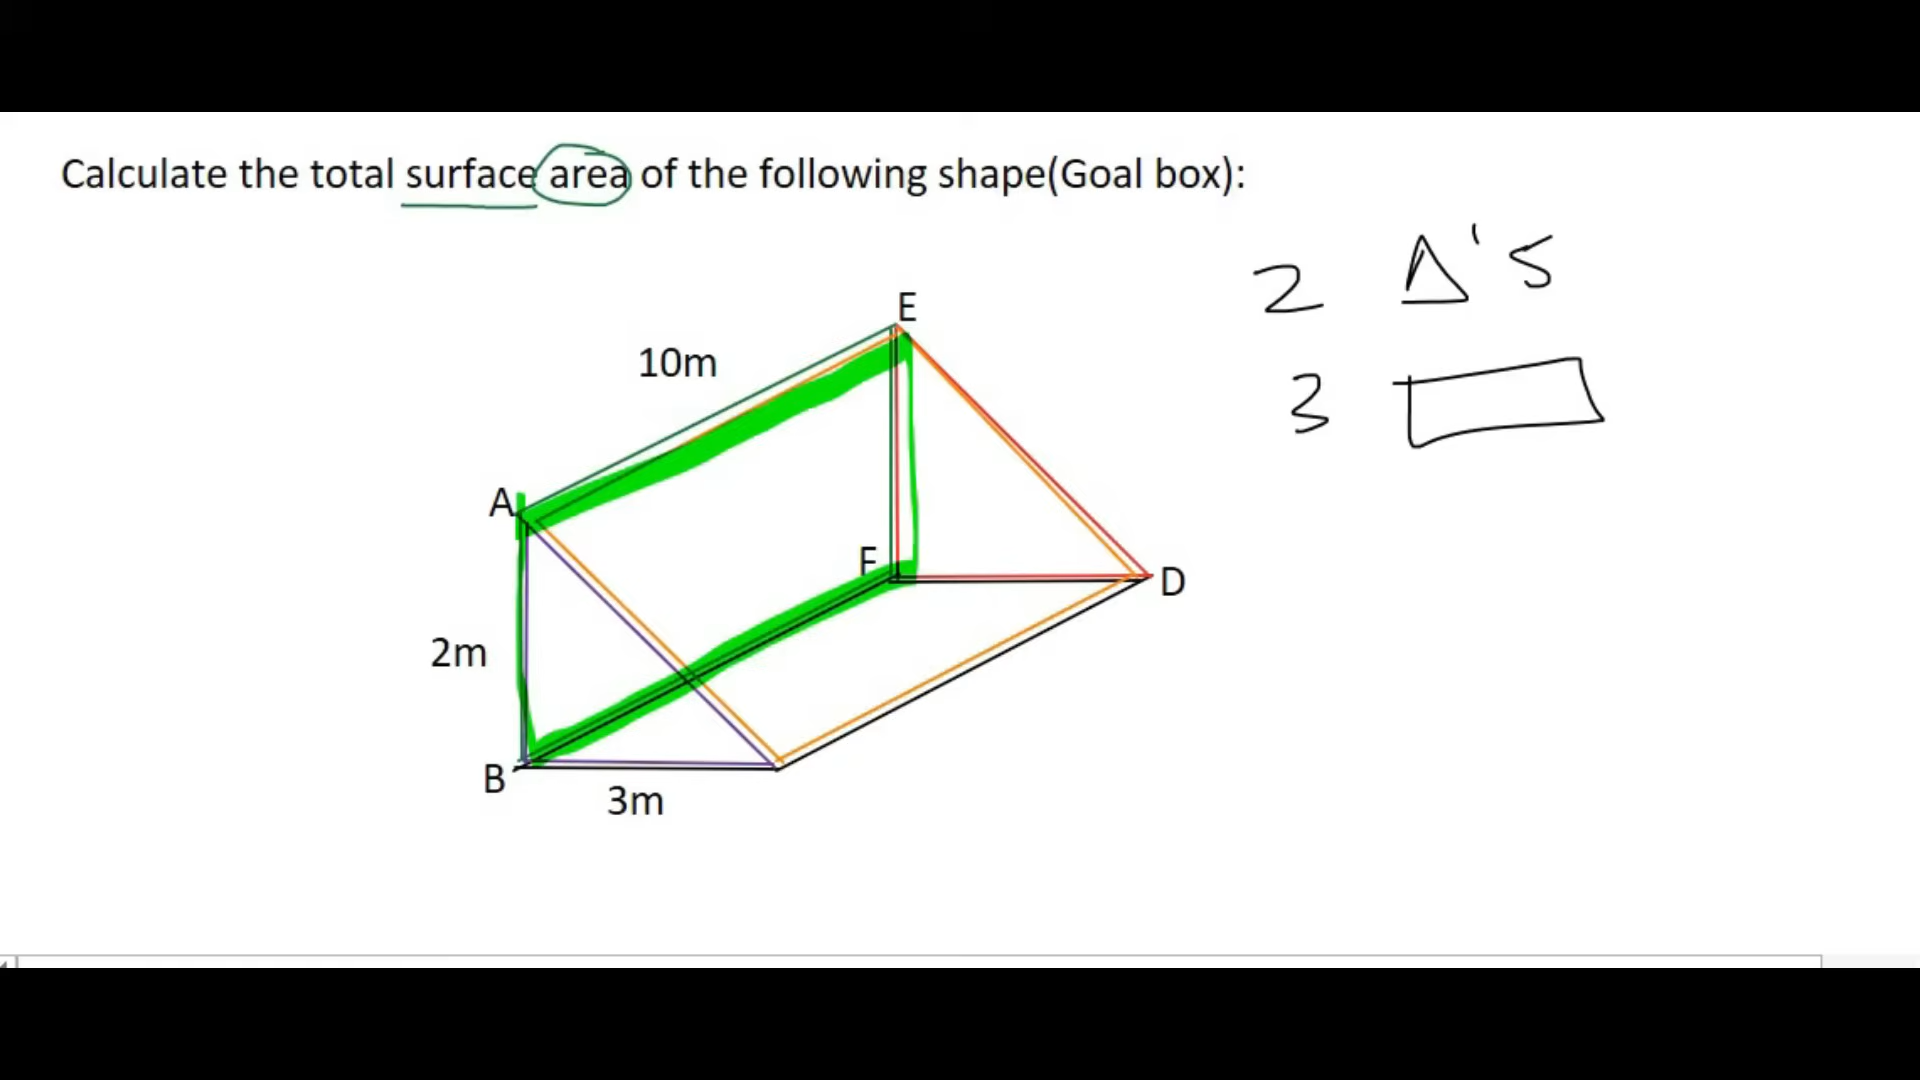 Calculate the total surface area of the following shape(Goal box):
2 Δ's
E
10m
3
A
F
D
2m
B
3m